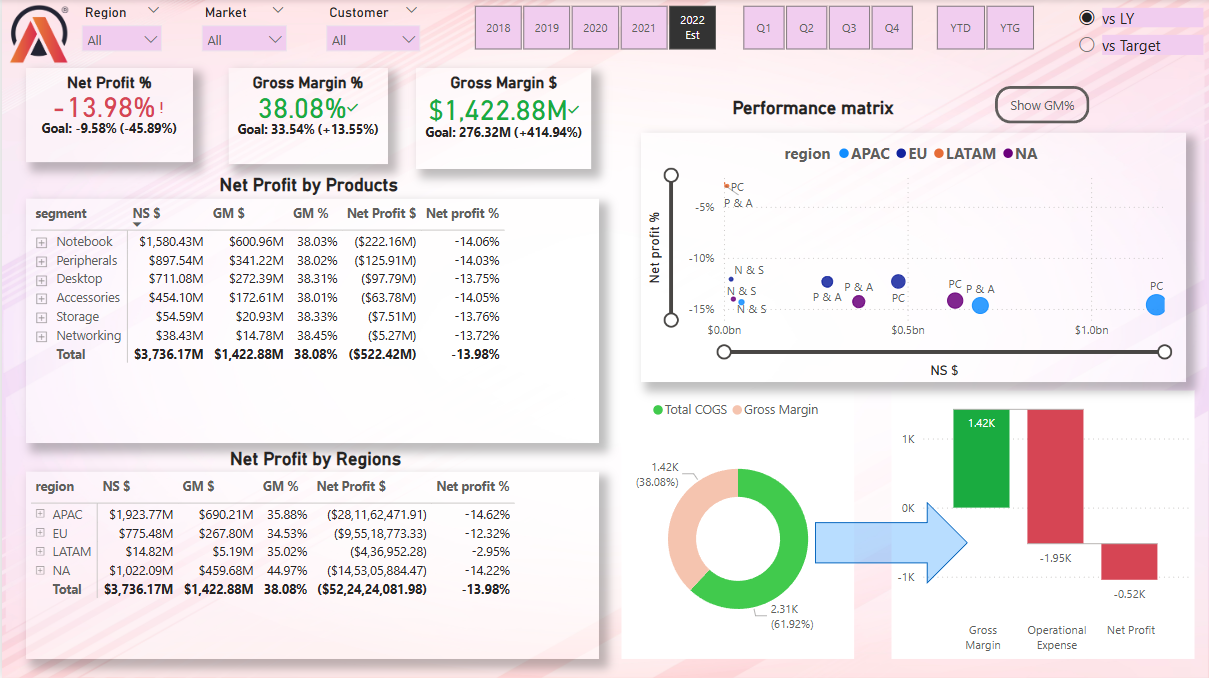 Region Market Customer
All All All
2018 2019 2020 2021 2022 Est Q1 Q2 Q3 Q4 YTD YTG
vs LY
vs Target
Net Profit %
-13.98% !
Goal: -9.58% (-45.89%)
Gross Margin %
38.08%
Goal: 33.54% (+13.55%)
Gross Margin $
$1,422.88M
Goal: 276.32M (+414.94%)
Performance matrix
Show GM%
Net Profit by Products
segment NS $ GM $ GM % Net Profit $ Net profit %
Notebook $1,580.43M $600.96M 38.03% ($222.16M) -14.06%
Peripherals $897.54M $341.22M 38.02% ($125.91M) -14.03%
Desktop $711.08M $272.39M 38.31% ($97.79M) -13.75%
Accessories $454.10M $172.61M 38.01% ($63.78M) -14.05%
Storage $54.59M $20.93M 38.33% ($7.51M) -13.76%
Networking $38.43M $14.78M 38.45% ($5.27M) -13.72%
Total $3,736.17M $1,422.88M 38.08% ($522.42M) -13.98%
region APAC EU LATAM NA
PC
P & A
-5%
-10%
-15%
Net profit %
N & S
N & S
N & S
P & A
P & A
PC
PC
P & A
PC
$0.0bn $0.5bn $1.0bn
NS $
Net Profit by Regions
region NS $ GM $ GM % Net Profit $ Net profit %
APAC $1,923.77M $690.21M 35.88% ($28,11,62,471.91) -14.62%
EU $775.48M $267.80M 34.53% ($9,55,18,773.33) -12.32%
LATAM $14.82M $5.19M 35.02% ($4,36,952.28) -2.95%
NA $1,022.09M $459.68M 44.97% ($14,53,05,884.47) -14.22%
Total $3,736.17M $1,422.88M 38.08% ($52,24,24,081.98) -13.98%
Total COGS Gross Margin
1.42K
(38.08%)
2.31K
(61.92%)
1K
0K
-1K
1.42K
-1.95K
-0.52K
Gross Margin
Operational Expense
Net Profit